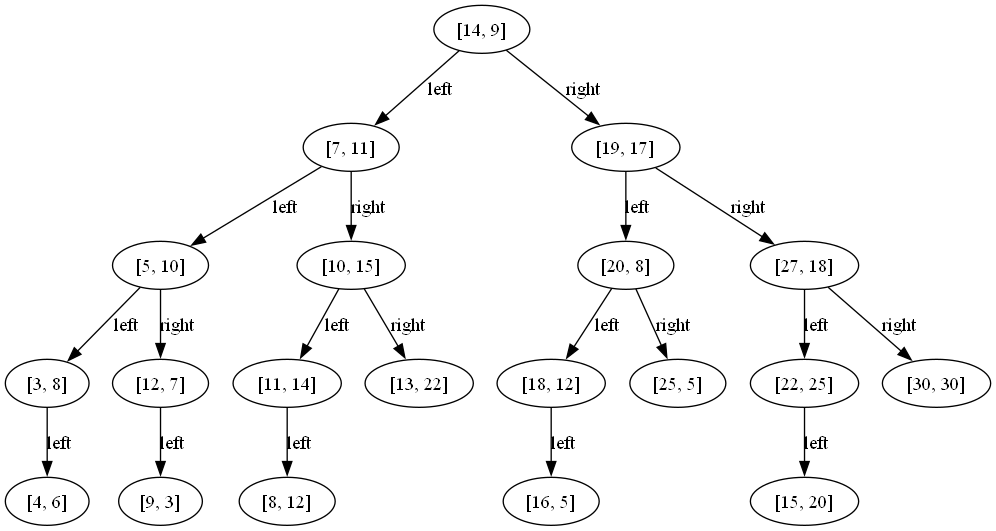 [14, 9]
left
right
[7, 11]
[19, 17]
left
right
left
right
[5, 10]
[10, 15]
[20, 8]
[27, 18]
left
right
left
right
left
right
left
right
[3, 8]
[12, 7]
[11, 14]
[13, 22]
[18, 12]
[25, 5]
[22, 25]
[30, 30]
left
left
left
left
left
[4, 6]
[9, 3]
[8, 12]
[16, 5]
[15, 20]